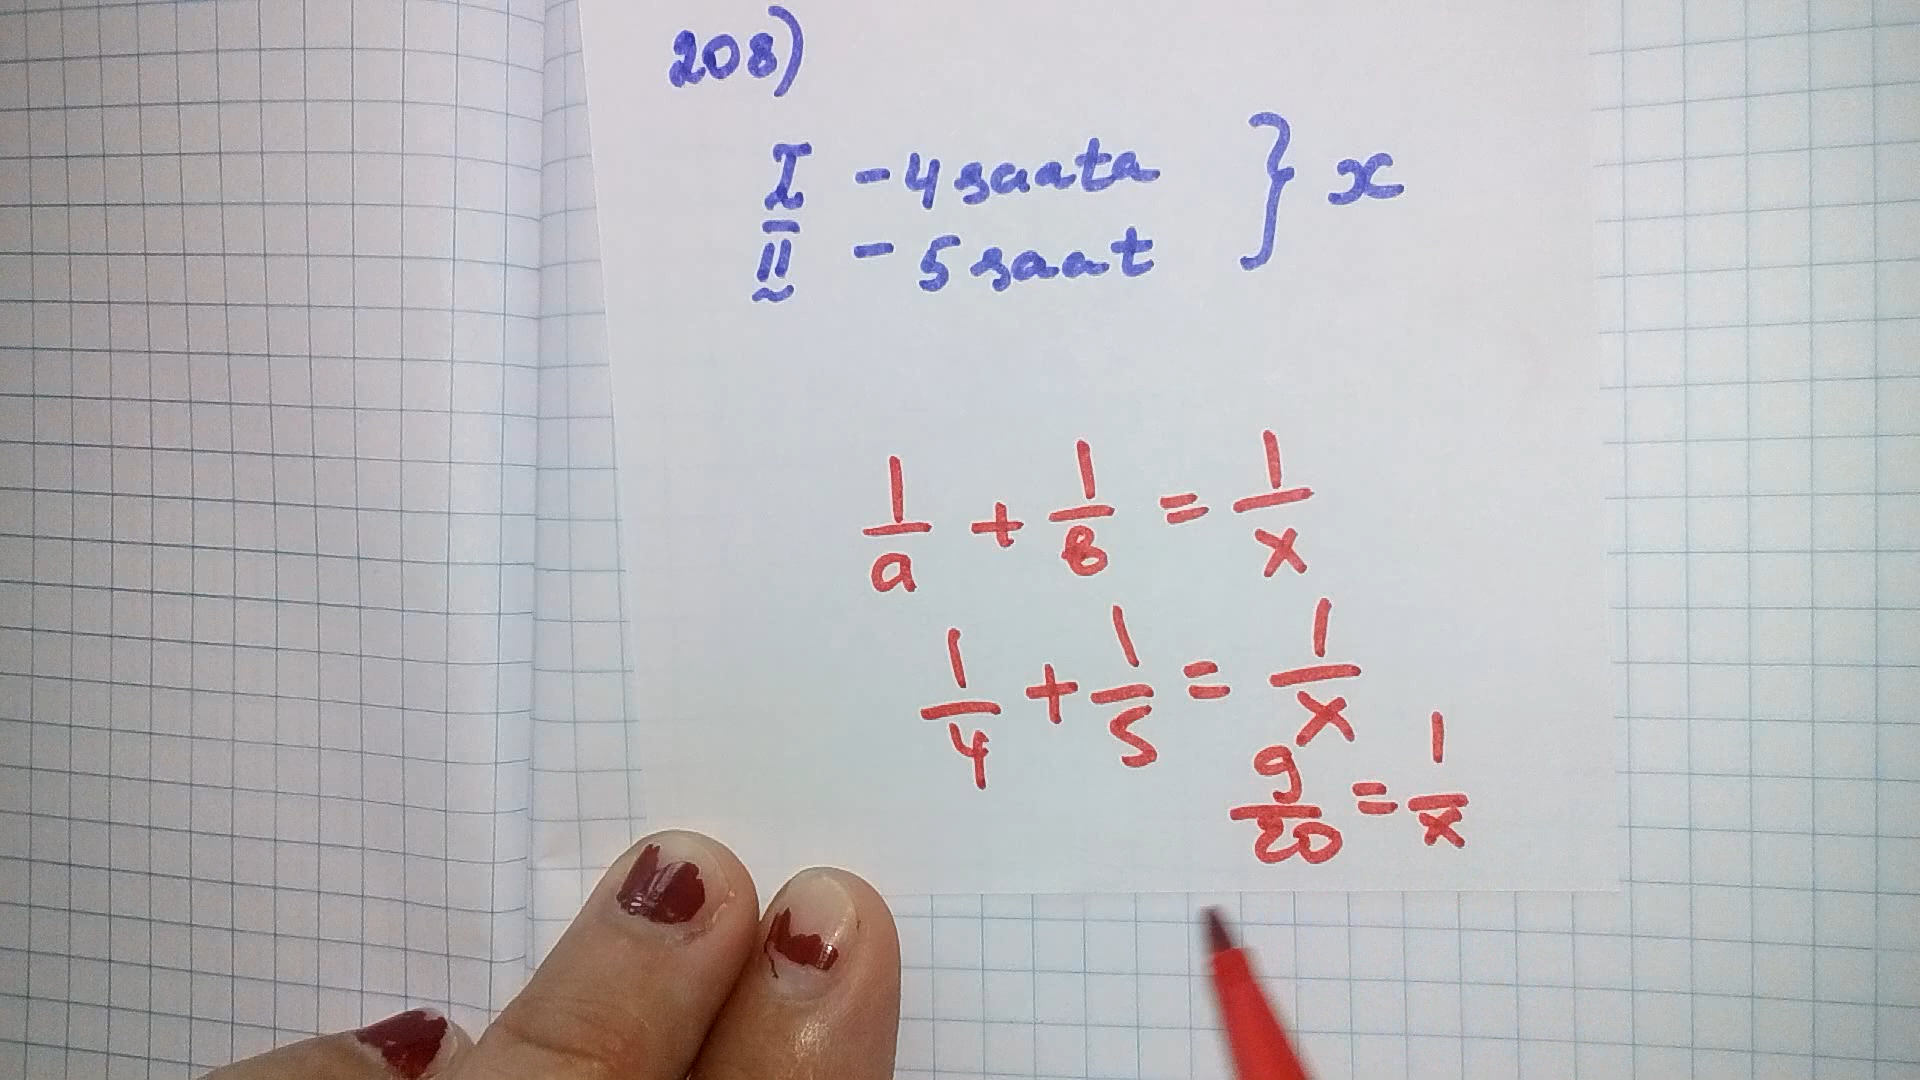 208)
I - 4 saata } x
II - 5 saat
1/a + 1/в = 1/x
1/4 + 1/5 = 1/x
9/20 = 1/x